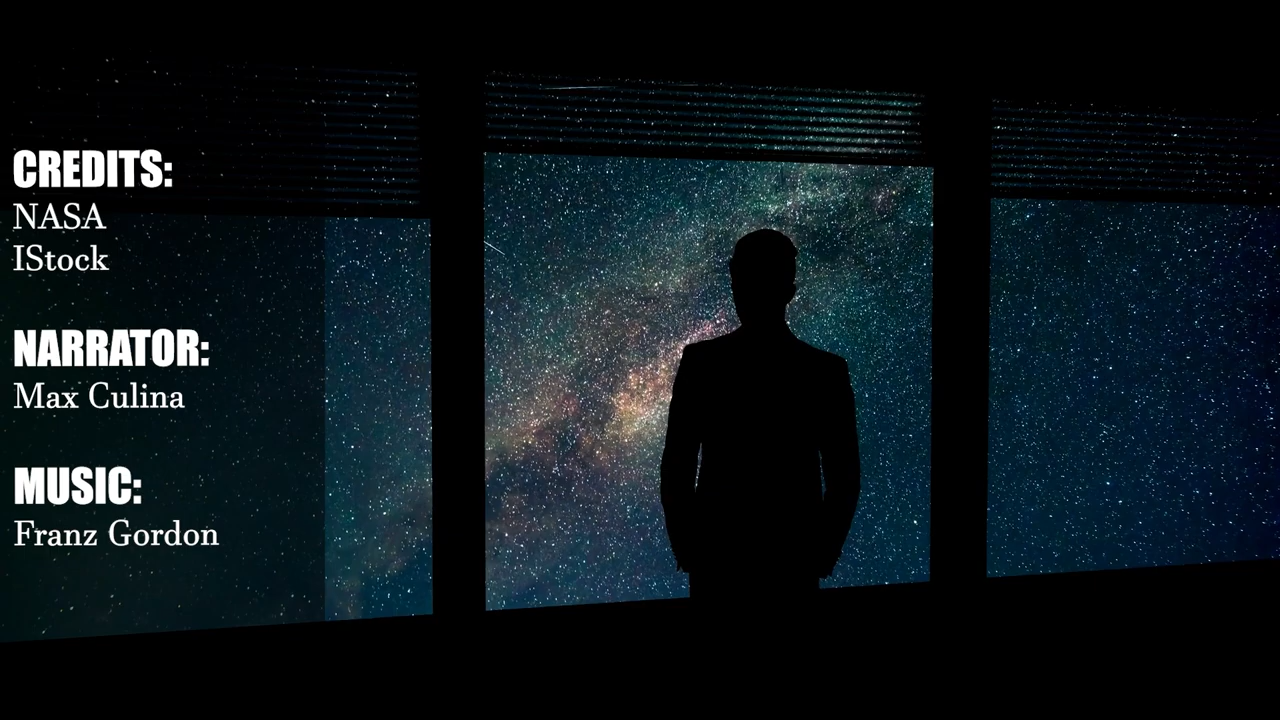 CREDITS:
NASA
IStock
NARRATOR:
Max Culina
MUSIC:
Franz Gordon